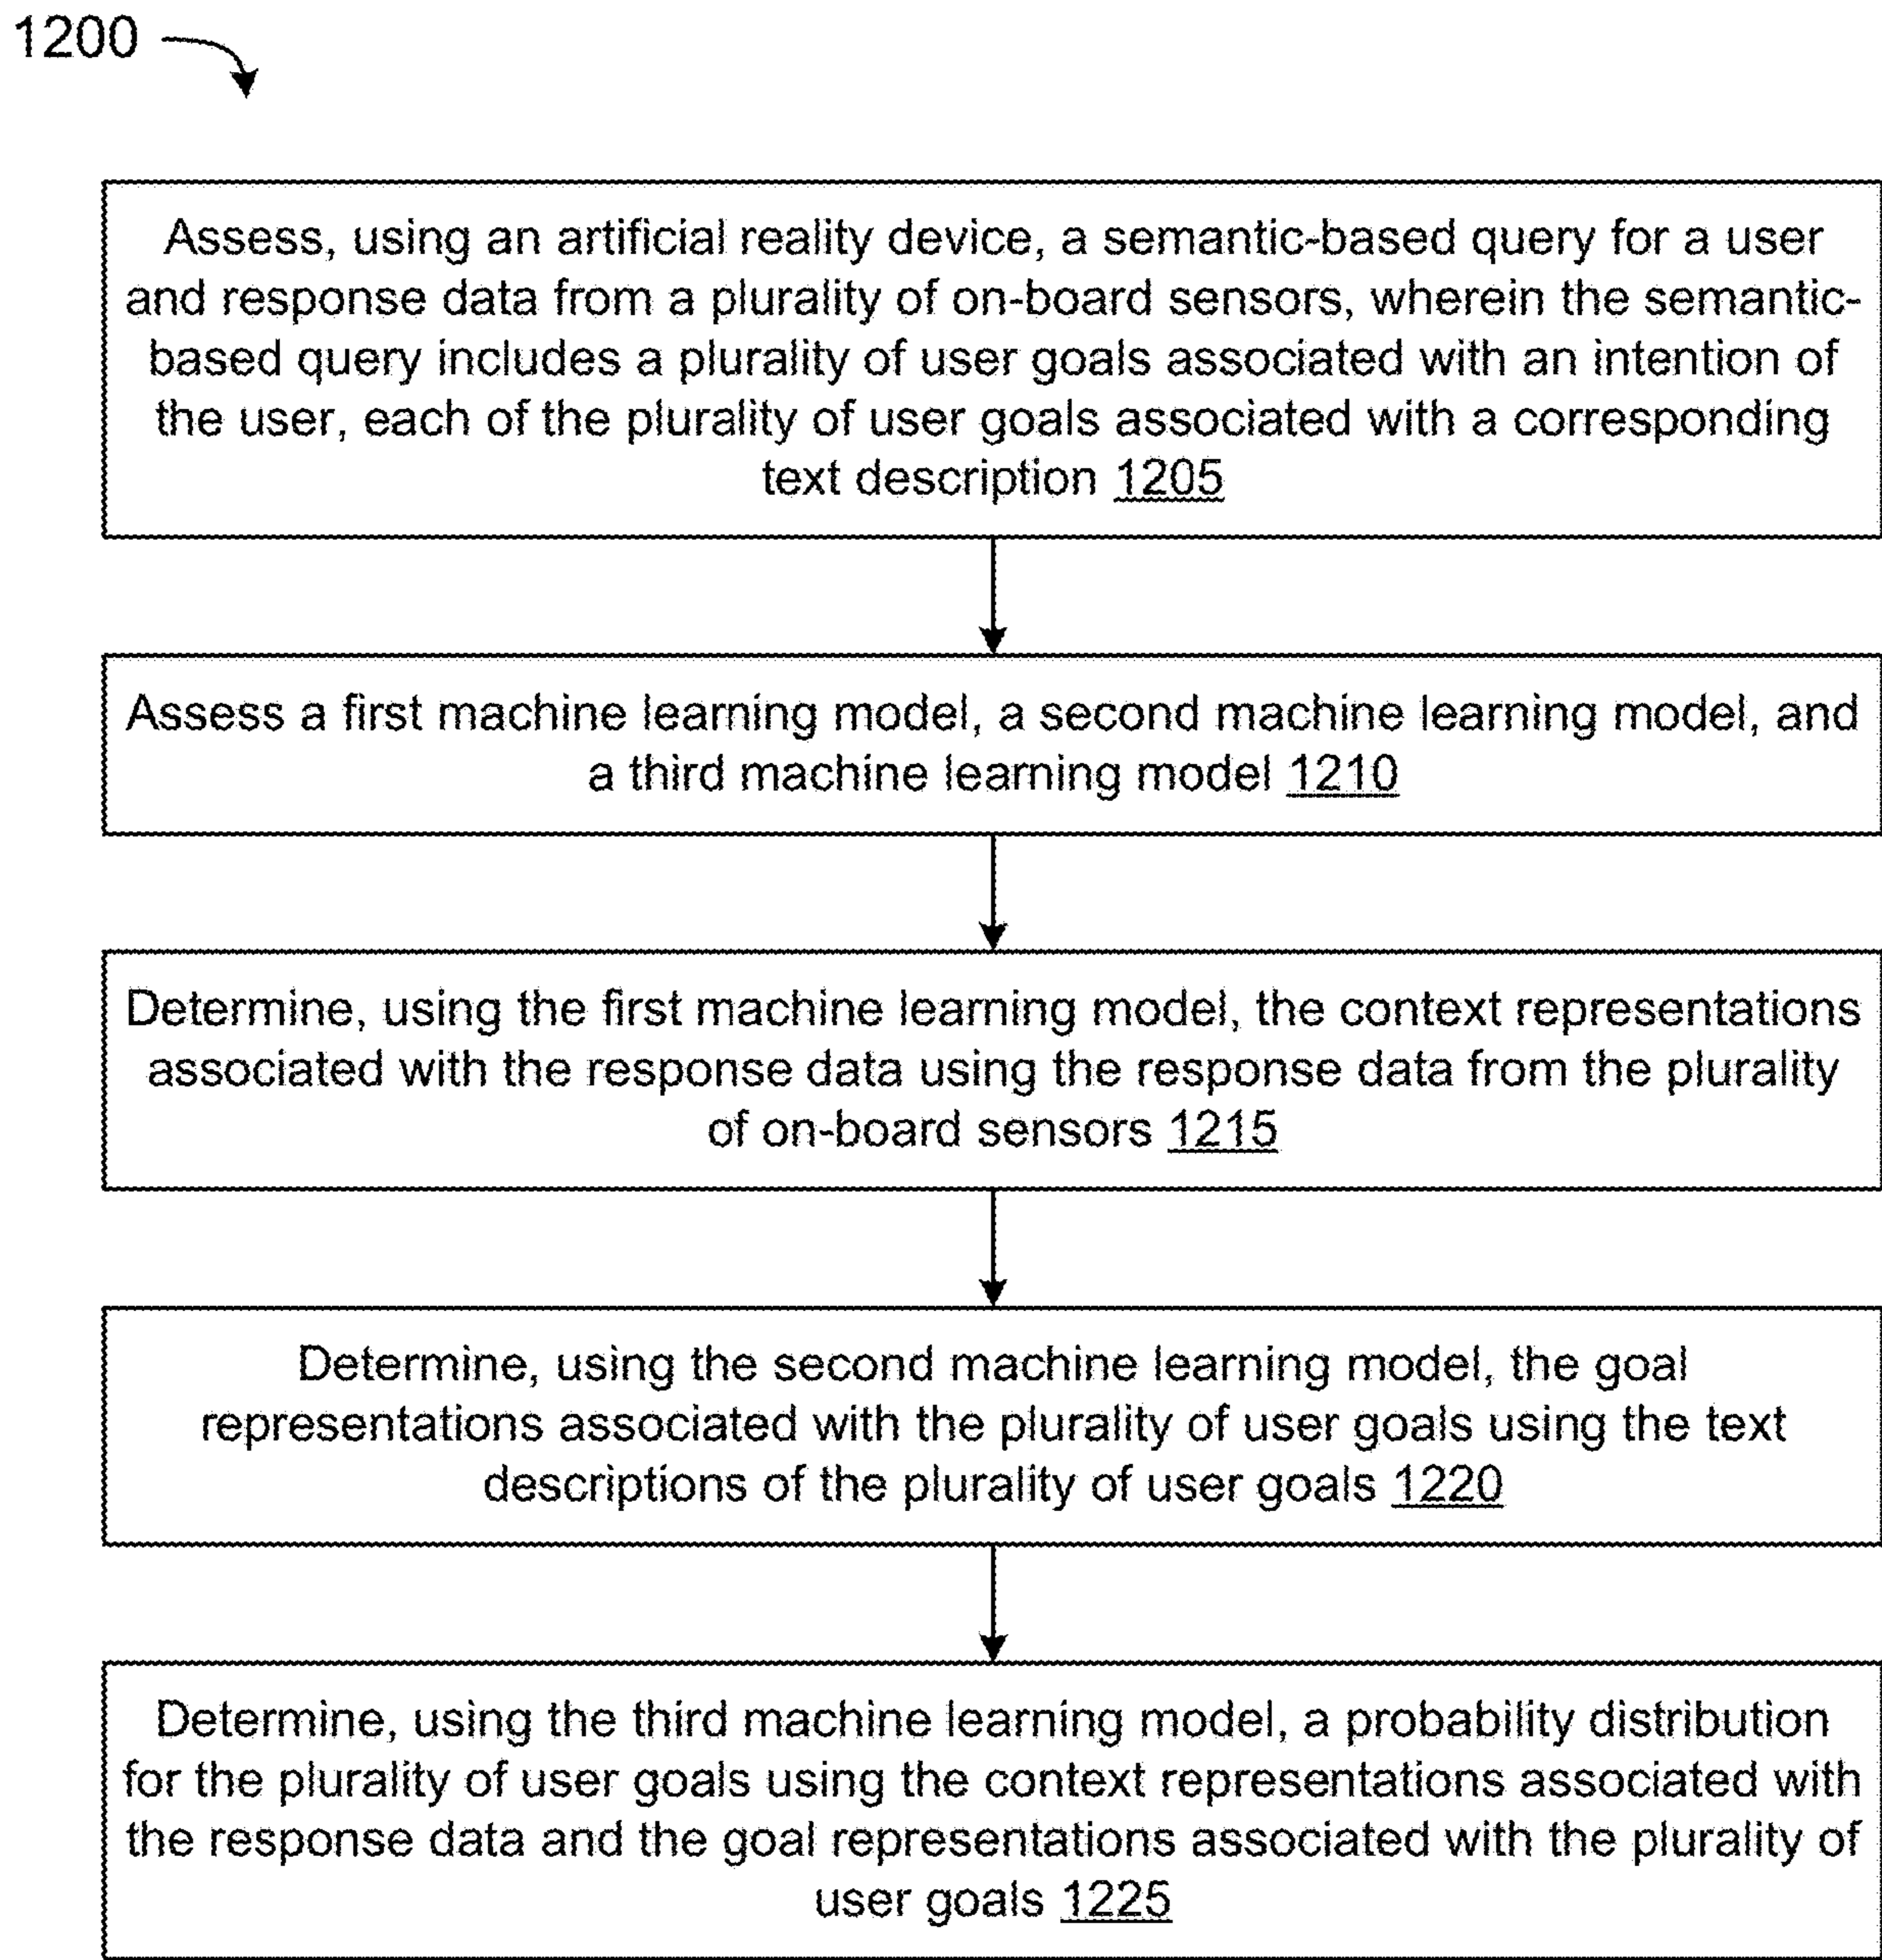 1200
Assess, using an artificial reality device, a semantic-based query for a user
and response data from a plurality of on-board sensors, wherein the semantic-
based query includes a plurality of user goals associated with an intention of
the user, each of the plurality of user goals associated with a corresponding
text description 1205
Assess a first machine learning model, a second machine learning model, and
a third machine learning model 1210
Determine, using the first machine learning model, the context representations
associated with the response data using the response data from the plurality
of on-board sensors 1215
Determine, using the second machine learning model, the goal
representations associated with the plurality of user goals using the text
descriptions of the plurality of user goals 1220
Determine, using the third machine learning model, a probability distribution
for the plurality of user goals using the context representations associated with
the response data and the goal representations associated with the plurality of
user goals 1225